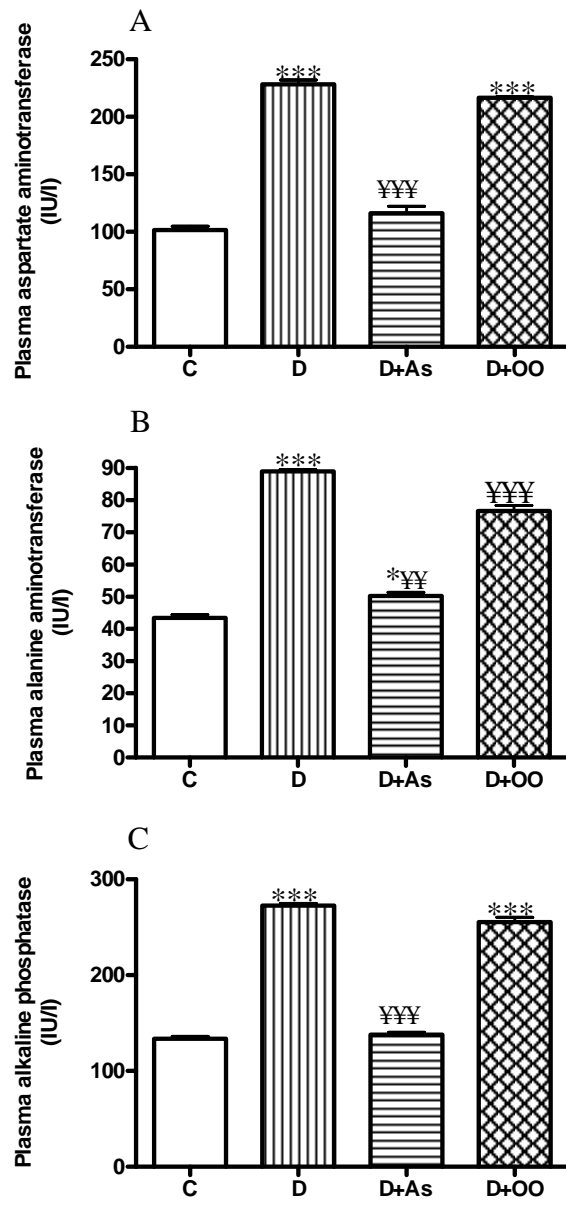 A
Plasma aspartate aminotransferase
(IU/l)
250
200
150
100
50
0
***
¥¥¥
***
C D D+As D+OO
B
Plasma alanine aminotransferase
(IU/l)
90
80
70
60
50
40
30
20
10
0
***
*¥¥
¥¥¥
C D D+As D+OO
C
Plasma alkaline phosphatase
(IU/l)
300
200
100
0
***
¥¥¥
***
C D D+As D+OO